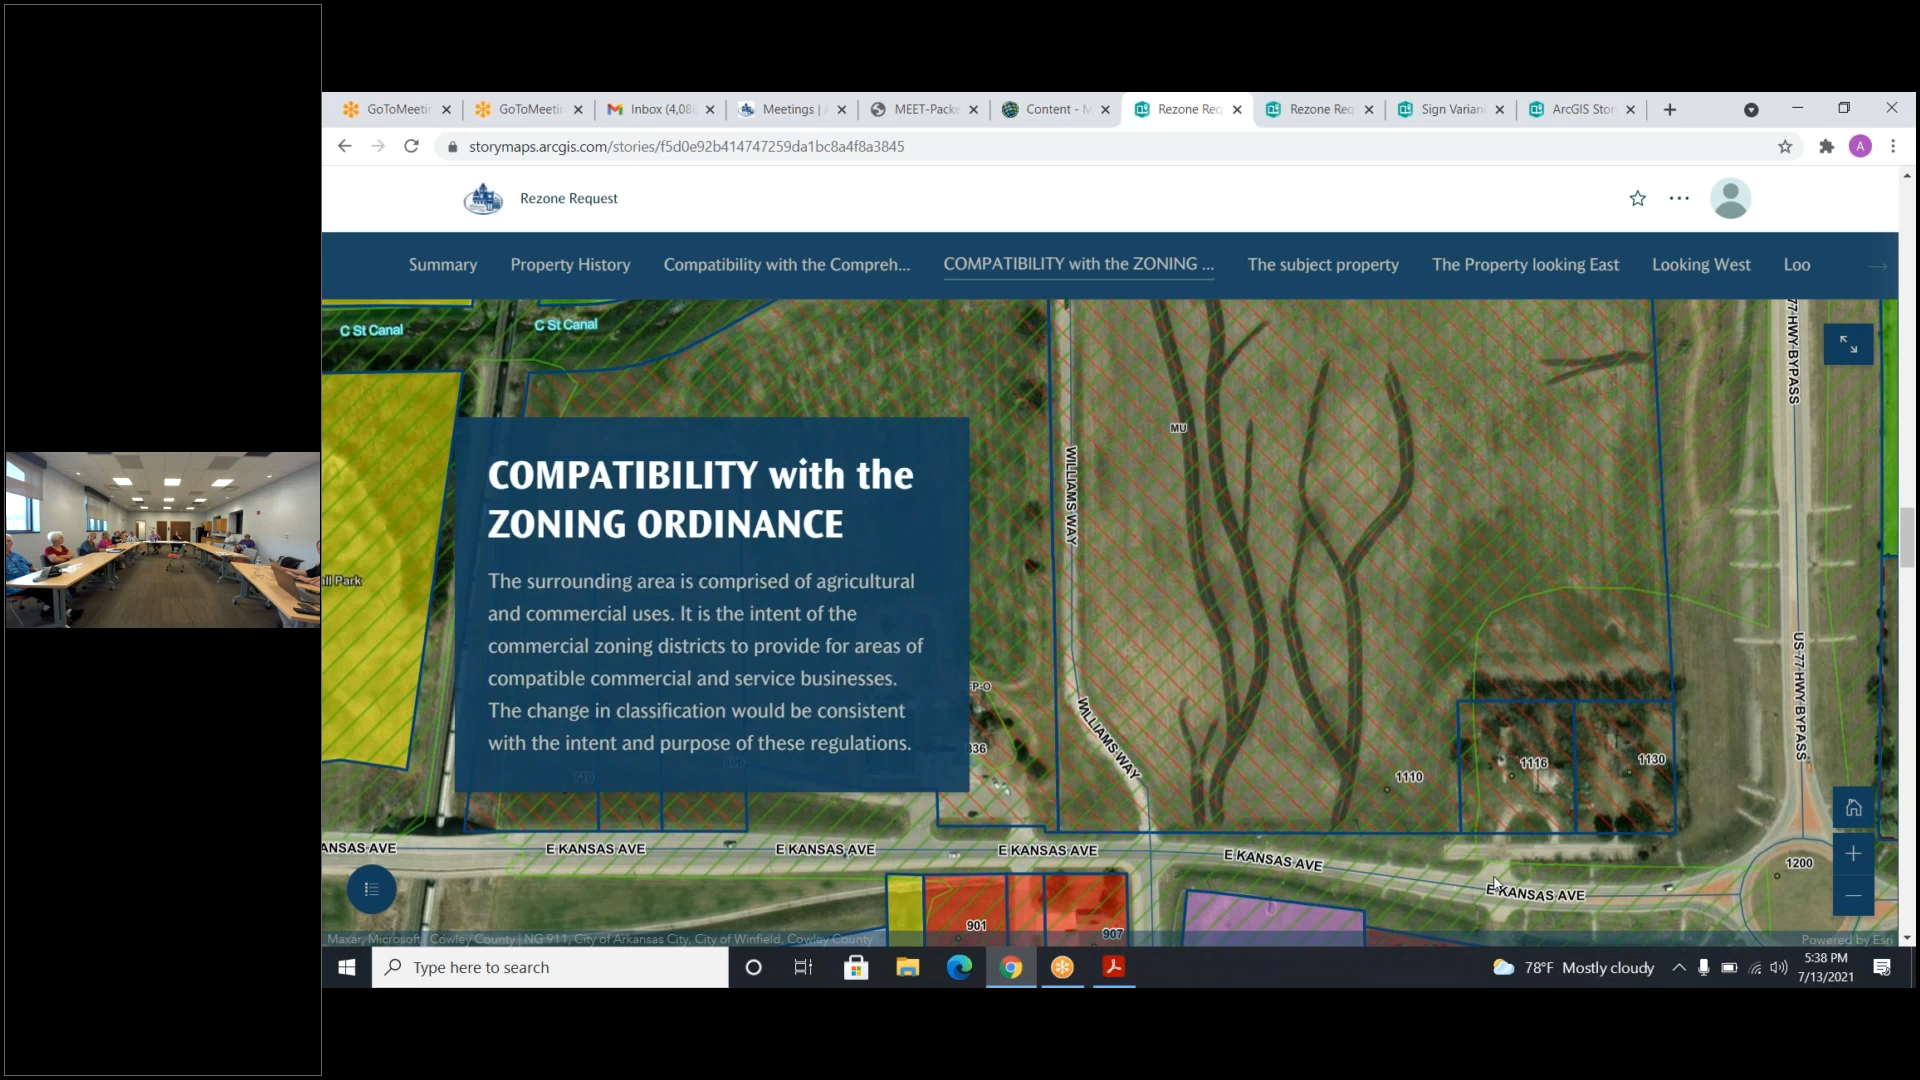 GoToMeetin
GoToMeetin
Inbox (4,088
Meetings | A
MEET-Packe
Content - M
Rezone Req
Rezone Req
Sign Varian
ArcGIS Stor
storymaps.arcgis.com/stories/f5d0e92b414747259da1bc8a4f8a3845
A
Rezone Request
Summary
Property History
Compatibility with the Compreh...
COMPATIBILITY with the ZONING ...
The subject property
The Property looking East
Looking West
Loo
C St Canal
C St Canal
77 HWY BYPASS
MU
WILLIAMS WAY
COMPATIBILITY with the
ZONING ORDINANCE
The surrounding area is comprised of agricultural
and commercial uses. It is the intent of the
commercial zoning districts to provide for areas of
compatible commercial and service businesses.
The change in classification would be consistent
with the intent and purpose of these regulations.
all Park
FP-O
836
WILLIAMS WAY
US 77 HWY BYPASS
1110
1116
1130
ANSAS AVE
E KANSAS AVE
E KANSAS AVE
E KANSAS AVE
E KANSAS AVE
E KANSAS AVE
1200
901
907
Maxar, Microsoft | Cowley County | NG 911, City of Arkansas City, City of Winfield, Cowley County
Powered by Esri
Type here to search
78°F Mostly cloudy
5:38 PM
7/13/2021